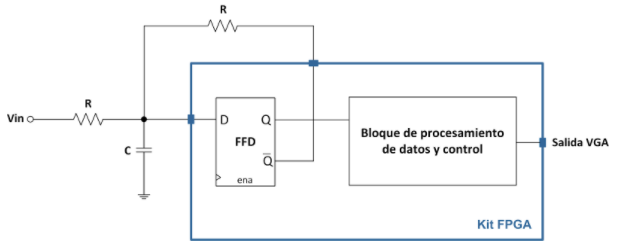 R
R
Vin
C
D
Q
FFD
Q̅
ena
Bloque de procesamiento
de datos y control
Salida VGA
Kit FPGA